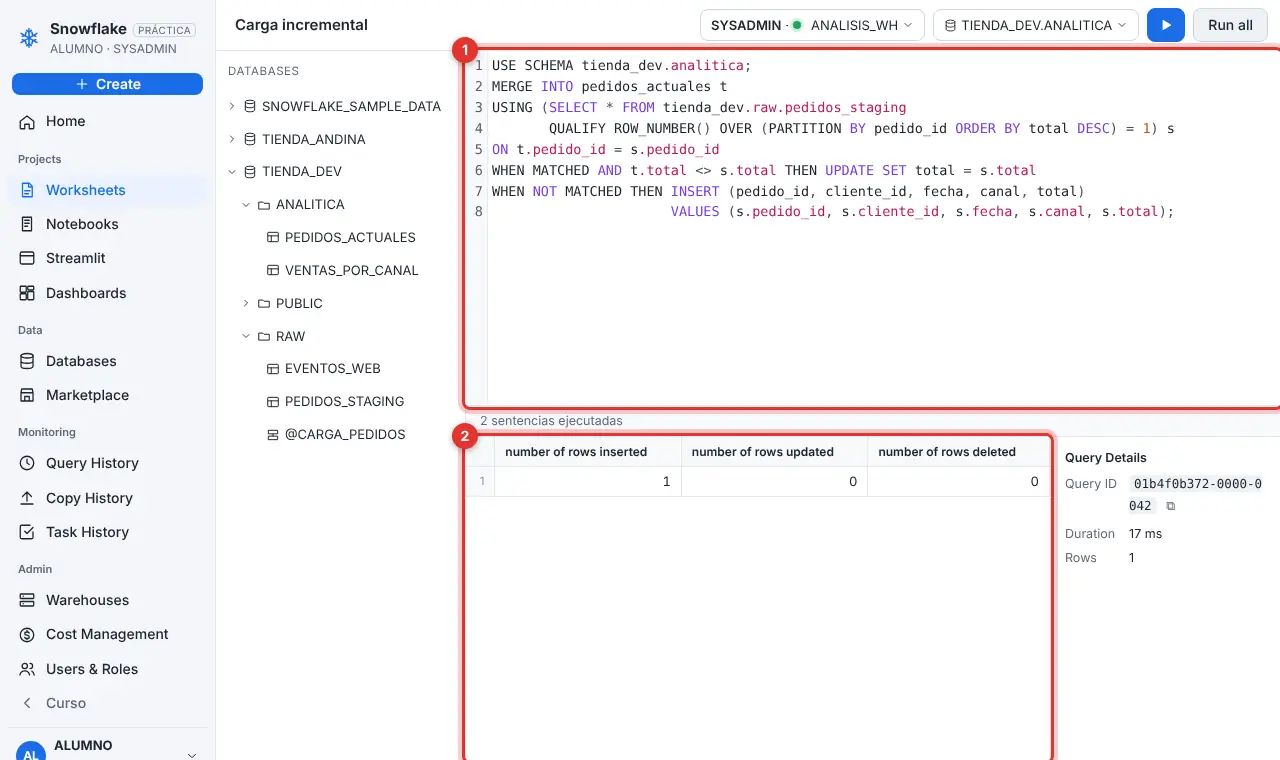 Snowflake PRÁCTICA
ALUMNO · SYSADMIN
Create
Home
Projects
Worksheets
Notebooks
Streamlit
Dashboards
Data
Databases
Marketplace
Monitoring
Query History
Copy History
Task History
Admin
Warehouses
Cost Management
Users & Roles
Curso
AL
ALUMNO
Carga incremental
SYSADMIN · ANALISIS_WH
TIENDA_DEV.ANALITICA
Run all
DATABASES
SNOWFLAKE_SAMPLE_DATA
TIENDA_ANDINA
TIENDA_DEV
ANALITICA
PEDIDOS_ACTUALES
VENTAS_POR_CANAL
PUBLIC
RAW
EVENTOS_WEB
PEDIDOS_STAGING
@CARGA_PEDIDOS
1
1 USE SCHEMA tienda_dev.analitica;
2 MERGE INTO pedidos_actuales t
3 USING (SELECT * FROM tienda_dev.raw.pedidos_staging
4 QUALIFY ROW_NUMBER() OVER (PARTITION BY pedido_id ORDER BY total DESC) = 1) s
5 ON t.pedido_id = s.pedido_id
6 WHEN MATCHED AND t.total <> s.total THEN UPDATE SET total = s.total
7 WHEN NOT MATCHED THEN INSERT (pedido_id, cliente_id, fecha, canal, total)
8 VALUES (s.pedido_id, s.cliente_id, s.fecha, s.canal, s.total);
2 sentencias ejecutadas
2
number of rows inserted number of rows updated number of rows deleted
1 1 0 0
Query Details
Query ID 01b4f0b372-0000-0
042
Duration 17 ms
Rows 1